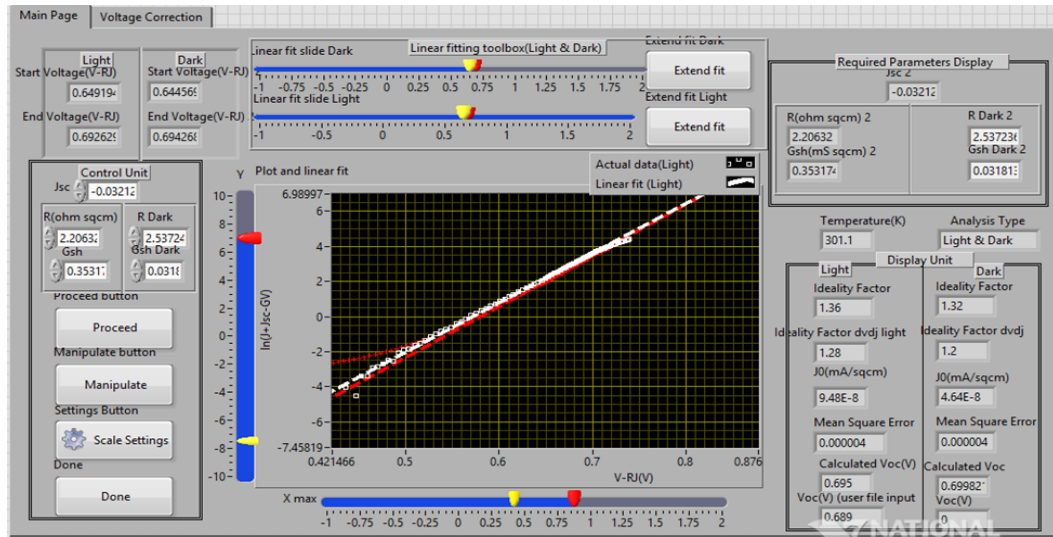 Main Page
Voltage Correction
Light
Start Voltage(V-RJ)
0.649194
End Voltage(V-RJ)
0.692625
Dark
Start Voltage(V-RJ)
0.644569
End Voltage(V-RJ)
0.694268
Linear fitting toolbox(Light & Dark)
Linear fit slide Dark
-1 -0.75 -0.5 -0.25 0 0.25 0.5 0.75 1 1.25 1.5 1.75
Extend fit Dark
Extend fit
Linear fit slide Light
-1 -0.5 0 0.5 1 1.5 2
Extend fit Light
Extend fit
Required Parameters Display
Jsc 2
-0.03212
R(ohm sqcm) 2
2.20632
Gsh(mS sqcm) 2
0.353174
R Dark 2
2.537236
Gsh Dark 2
0.031813
Control Unit
Jsc
-0.03212
R(ohm sqcm)
2.20632
Gsh
0.35317
R Dark
2.53724
Gsh Dark
0.0318
Proceed button
Proceed
Manipulate button
Manipulate
Settings Button
Scale Settings
Done
Done
Y
10-
8-
6-
4-
2-
0-
-2-
-4-
-6-
-8-
-10-
Plot and linear fit
Actual data(Light)
Linear fit (Light)
ln(J+Jsc-GV)
6.98997-
6-
4-
2-
0-
-2-
-4-
-6-
-7.45819-
0.421466 0.5 0.6 0.7 0.8 0.876
V-RJ(V)
X max
-1 -0.75 -0.5 -0.25 0 0.25 0.5 0.75 1 1.25 1.5 1.75 2
Temperature(K)
301.1
Analysis Type
Light & Dark
Display Unit
Light
Ideality Factor
1.36
Ideality Factor dvdj light
1.28
J0(mA/sqcm)
9.48E-8
Mean Square Error
0.000004
Calculated Voc(V)
0.695
Voc(V) (user file input
0.689
Dark
Ideality Factor
1.32
Ideality Factor dvdj
1.2
J0(mA/sqcm)
4.64E-8
Mean Square Error
0.000004
Calculated Voc
0.69982
Voc(V)
0
NATIONAL